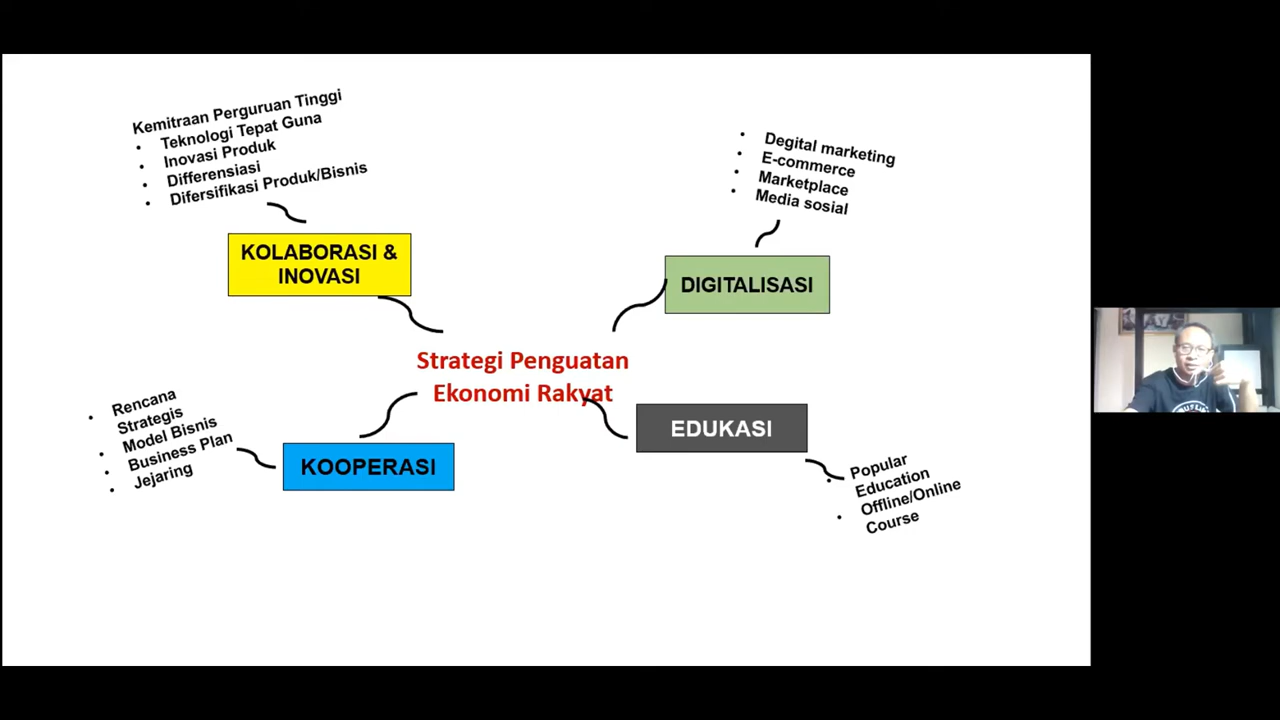 Kemitraan Perguruan Tinggi
• Teknologi Tepat Guna
• Inovasi Produk
• Differensiasi
• Difersifikasi Produk/Bisnis
KOLABORASI &
INOVASI
• Degital marketing
• E-commerce
• Marketplace
• Media sosial
DIGITALISASI
Strategi Penguatan
Ekonomi Rakyat
• Rencana
Strategis
• Model Bisnis
• Business Plan
• Jejaring
KOOPERASI
EDUKASI
• Popular
Education
• Offline/Online
Course